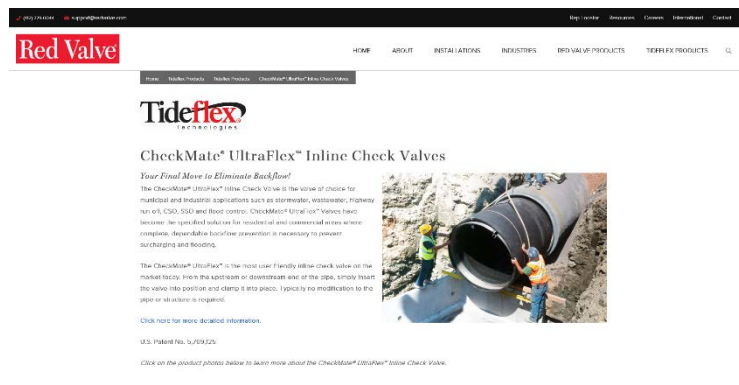 support@redvalve.com
Rep Locator Resources Careers International Contact
Red Valve
HOME ABOUT INSTALLATIONS INDUSTRIES RED VALVE PRODUCTS TIDEFLEX PRODUCTS
Home Tideflex Products Tideflex Products CheckMate® UltraFlex™ Inline Check Valves
Tideflex
Technologies
CheckMate® UltraFlex™ Inline Check Valves
Your Final Move to Eliminate Backflow!
The CheckMate® UltraFlex™ Inline Check Valve is the valve of choice for
municipal and industrial applications such as stormwater, wastewater, highway
run off, CSO, SSO and flood control. CheckMate® UltraFlex™ Valves have
become the specified solution for residential and commercial areas where
complete, dependable backflow prevention is necessary to prevent
surcharging and flooding.
The CheckMate® UltraFlex™ is the most user friendly inline check valve on the
market today. From the upstream or downstream end of the pipe, simply insert
the valve into position and clamp it into place. Typically no modification to the
pipe or structure is required.
Click here for more detailed information.
U.S. Patent No. 5,769,125
Click on the product photos below to learn more about the CheckMate® UltraFlex™ Inline Check Valve.